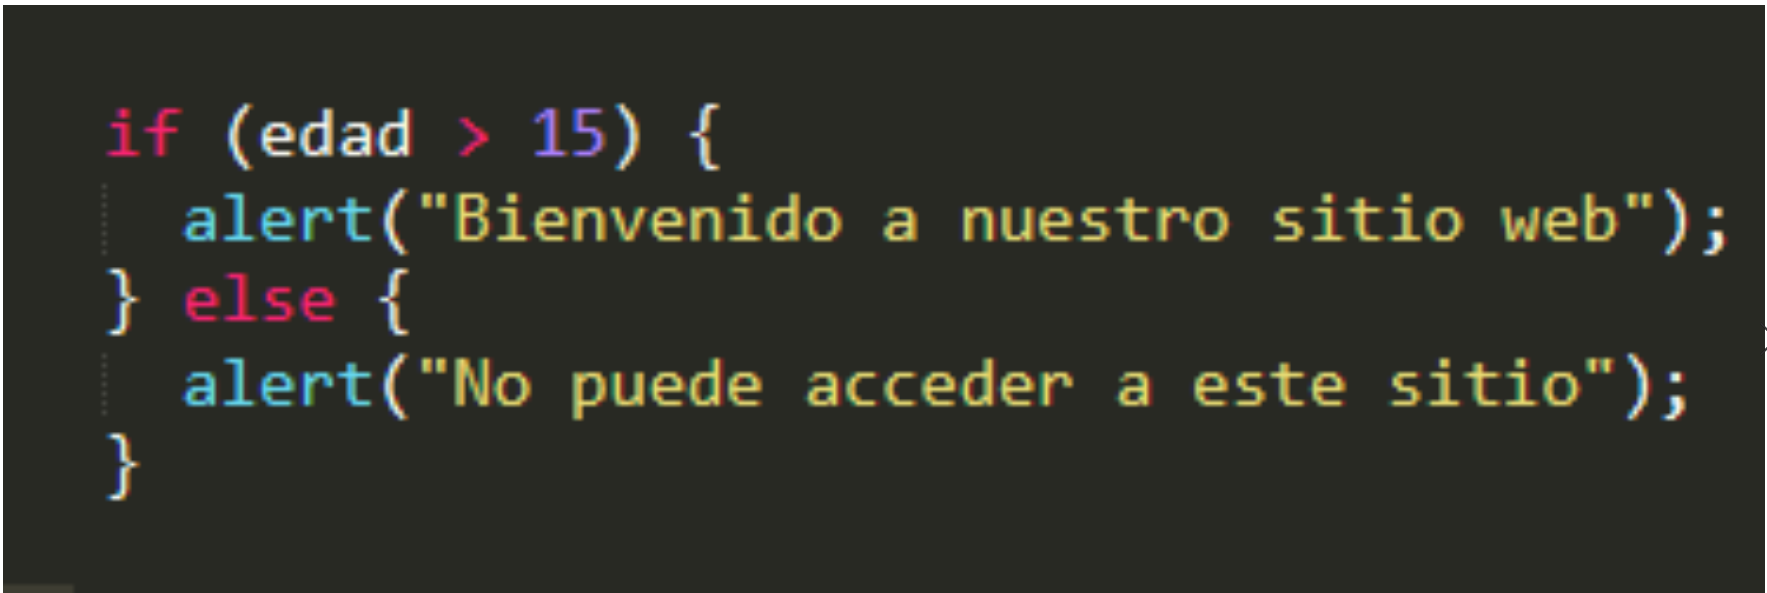 if (edad > 15) {
  alert("Bienvenido a nuestro sitio web");
} else {
  alert("No puede acceder a este sitio");
}